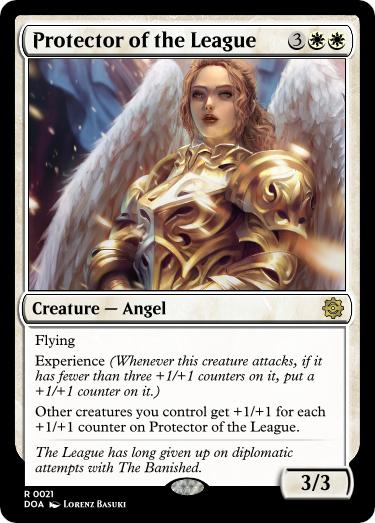 Protector of the League 3
Creature — Angel
Flying
Experience (Whenever this creature attacks, if it
has fewer than three +1/+1 counters on it, put a
+1/+1 counter on it.)
Other creatures you control get +1/+1 for each
+1/+1 counter on Protector of the League.
The League has long given up on diplomatic
attempts with The Banished.
3/3
R 0021
DOA Lorenz Basuki